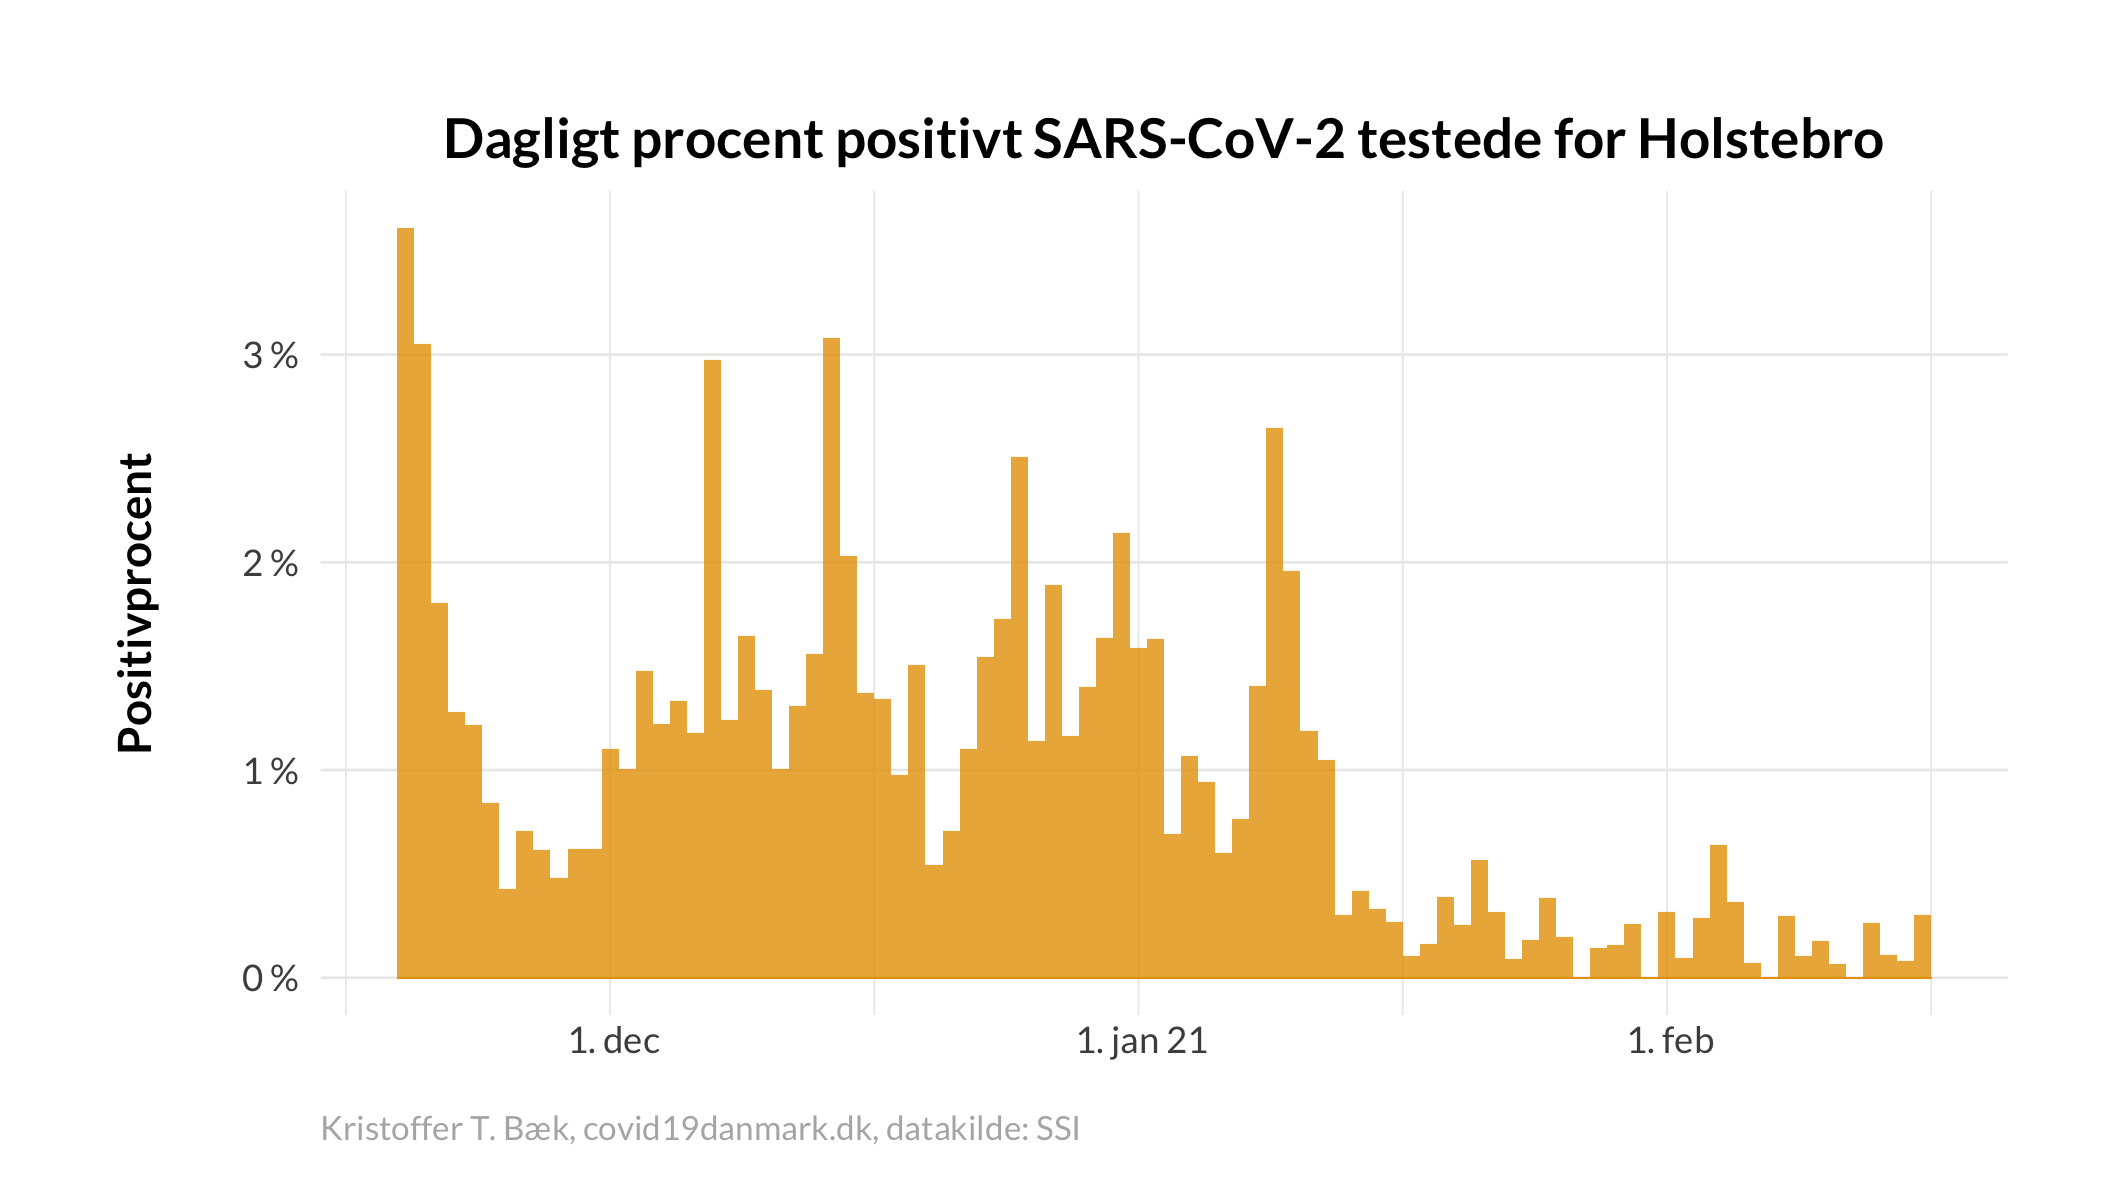 Dagligt procent positivt SARS-CoV-2 testede for Holstebro
Positivprocent
3 %
2 %
1 %
0 %
1. dec
1. jan 21
1. feb
Kristoffer T. Bæk, covid19danmark.dk, datakilde: SSI